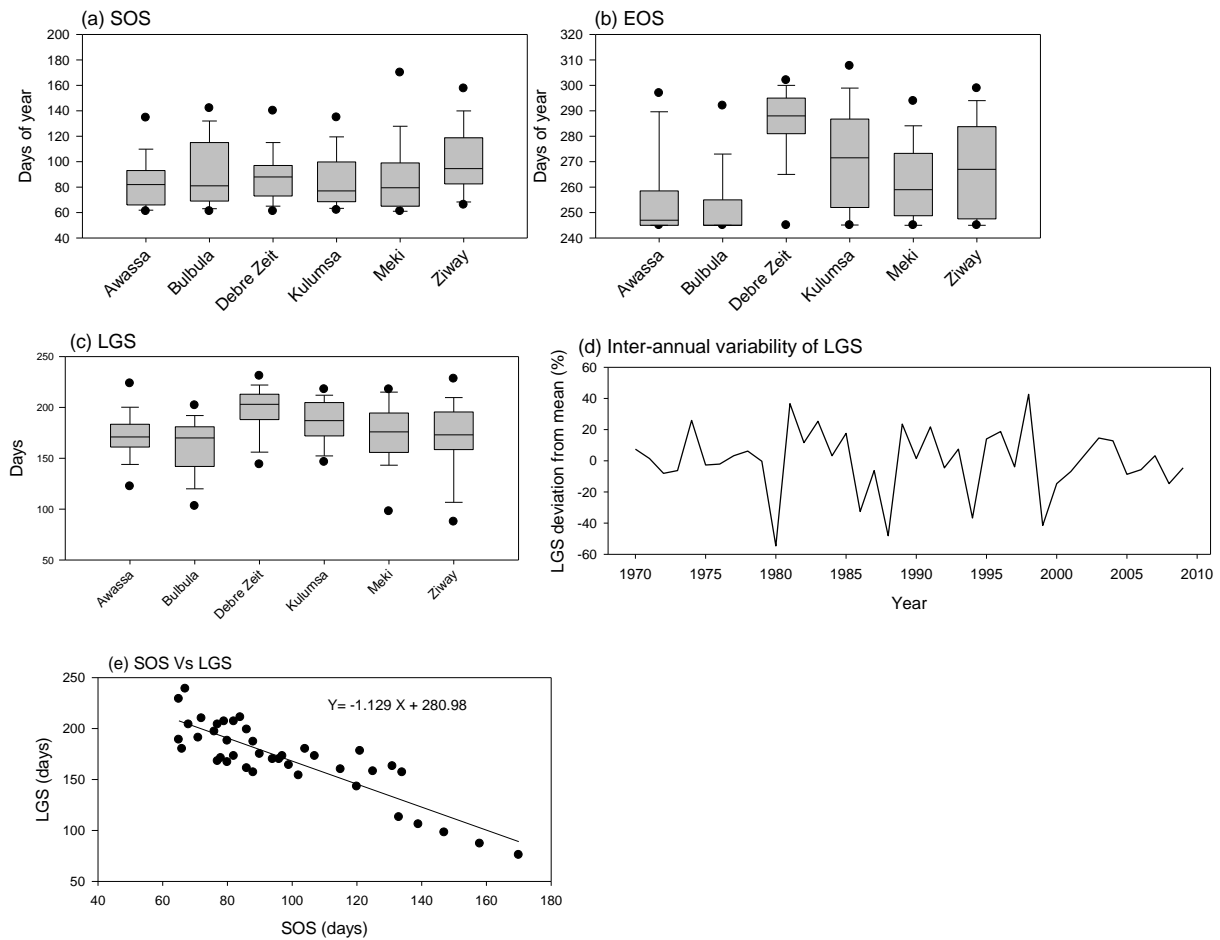 (a) SOS
Days of year
200
180
160
140
120
100
80
60
40
Awassa
Bulbula
Debre Zeit
Kulumsa
Meki
Ziway
(b) EOS
Days of year
320
310
300
290
280
270
260
250
240
Awassa
Bulbula
Debre Zeit
Kulumsa
Meki
Ziway
(c) LGS
Days
250
200
150
100
50
Awassa
Bulbula
Debre Zeit
Kulumsa
Meki
Ziway
(d) Inter-annual variability of LGS
LGS deviation from mean (%)
60
40
20
0
-20
-40
-60
1970 1975 1980 1985 1990 1995 2000 2005 2010
Year
(e) SOS Vs LGS
Y= -1.129 X + 280.98
LGS (days)
250
200
150
100
50
40 60 80 100 120 140 160 180
SOS (days)